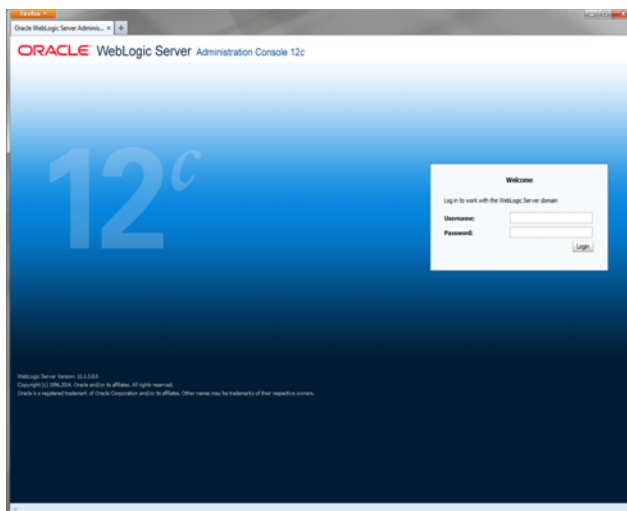 Firefox
Oracle WebLogic Server Adminis...
ORACLE WebLogic Server Administration Console 12c
12c
Welcome
Log in to work with the WebLogic Server domain
Username:
Password:
Login
WebLogic Server Version: 12.1.3.0.0
Copyright (c) 1996,2014, Oracle and/or its affiliates. All rights reserved.
Oracle is a registered trademark of Oracle Corporation and/or its affiliates. Other names may be trademarks of their respective owners.